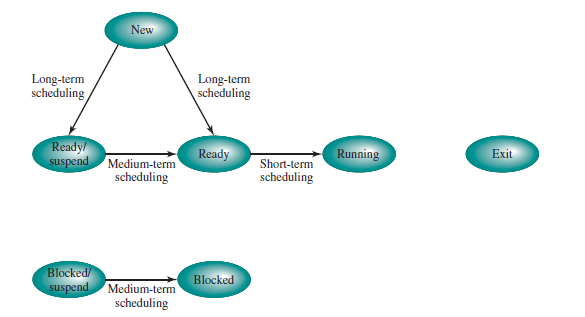 New
Long-term
scheduling
Long-term
scheduling
Ready/
suspend
Medium-term
scheduling
Ready
Short-term
scheduling
Running
Exit
Blocked/
suspend
Medium-term
scheduling
Blocked